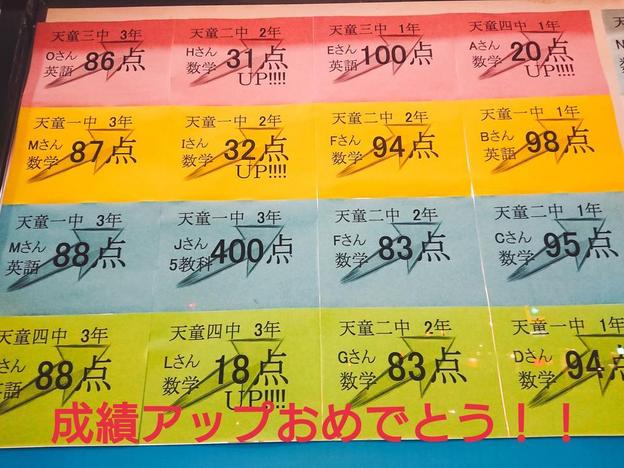 天童三中 3年
Oさん
英語
86点
天童二中 2年
Hさん
数学
31点
UP!!!!
天童三中 1年
Eさん
英語
100点
天童四中 1年
Aさん
数学
20点
UP!!!!
天童一中 3年
Mさん
数学
87点
天童一中 2年
Iさん
数学
32点
UP!!!!
天童二中 2年
Fさん
数学
94点
天童一中 1年
Bさん
英語
98点
天童一中 3年
Mさん
英語
88点
天童一中 3年
Jさん
5教科
400点
天童二中 2年
Fさん
数学
83点
天童二中 1年
Cさん
数学
95点
天童四中 3年
さん
英語
88点
天童四中 3年
Lさん
数学
18点
UP!!!!
天童二中 2年
Gさん
数学
83点
天童一中 1年
Dさん
数学
94点
成績アップおめでとう！！